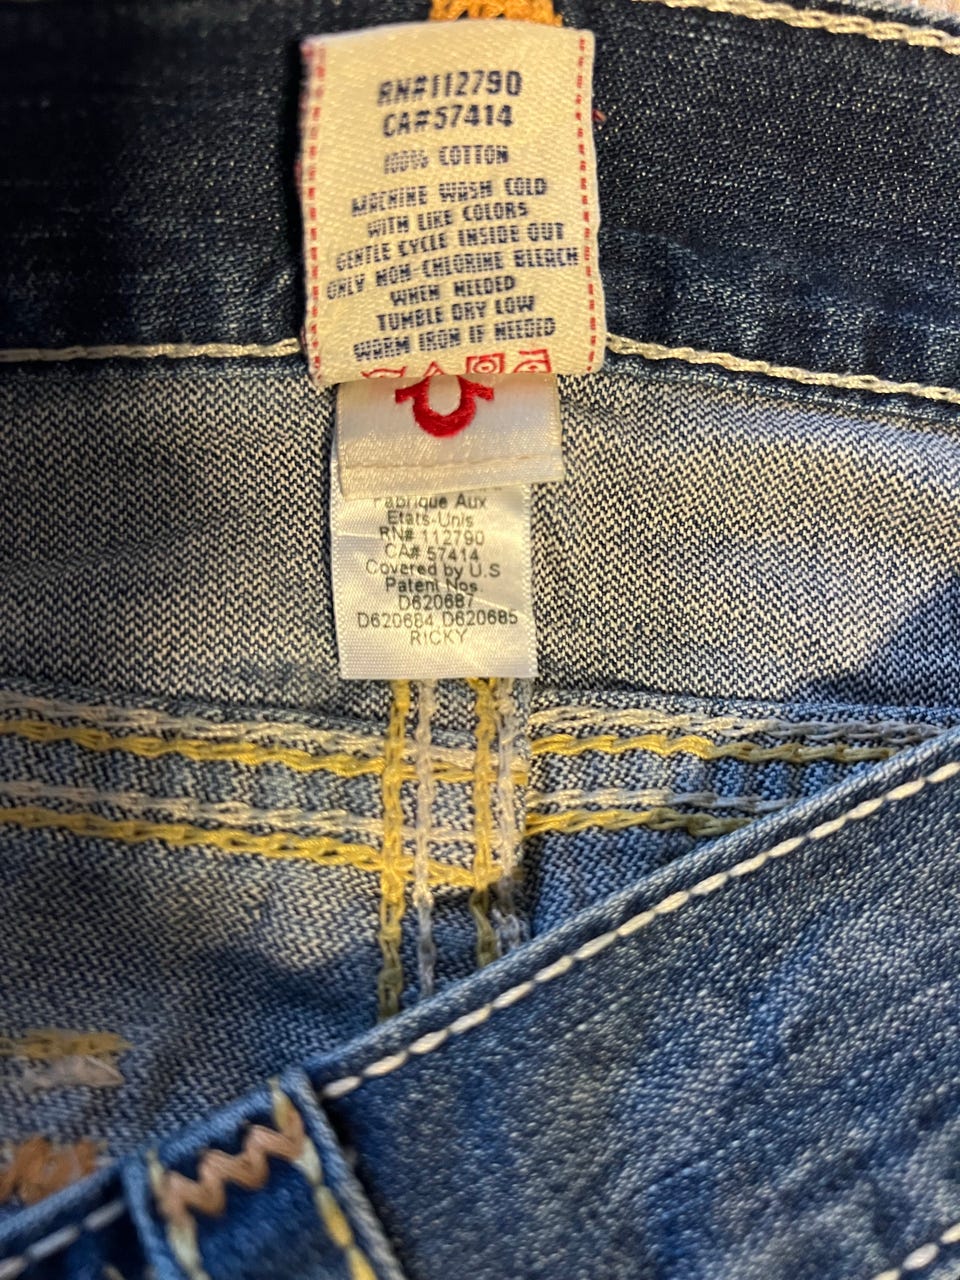 RN#112790
CA#57414
100% COTTON
MACHINE WASH COLD
WITH LIKE COLORS
GENTLE CYCLE INSIDE OUT
ONLY NON-CHLORINE BLEACH
WHEN NEEDED
TUMBLE DRY LOW
WARM IRON IF NEEDED
Fabrique Aux
Etats-Unis
RN# 112790
CA# 57414
Covered by U.S
Patent Nos.
D620687
D620684,D620685
RICKY